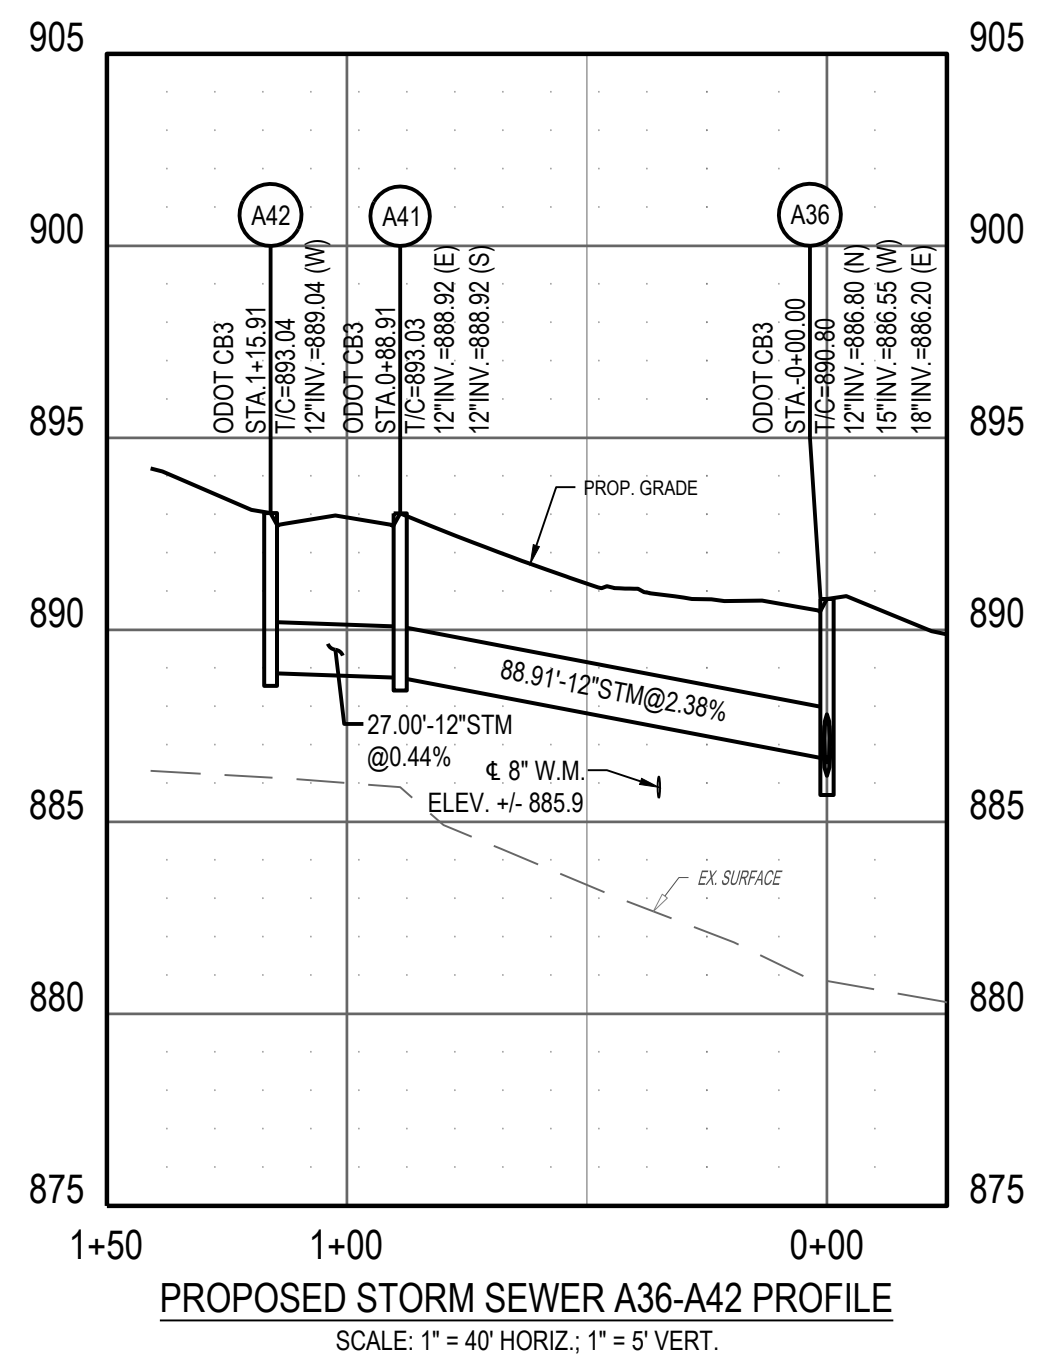 905
905
900
900
895
895
890
890
885
885
880
880
875
875
A42
A41
A36
ODOT CB3
STA.1+15.91
T/C=893.04
12"INV.=889.04 (W)
ODOT CB3
STA.0+88.91
T/C=893.03
12"INV.=888.92 (E)
12"INV.=888.92 (S)
ODOT CB3
STA.-0+00.00
T/C=890.80
12"INV.=886.80 (N)
15"INV.=886.55 (W)
18"INV.=886.20 (E)
PROP. GRADE
88.91'-12"STM@2.38%
27.00'-12"STM
@0.44%
℄ 8" W.M.
ELEV. +/- 885.9
EX. SURFACE
1+50
1+00
0+00
PROPOSED STORM SEWER A36-A42 PROFILE
SCALE: 1" = 40' HORIZ.; 1" = 5' VERT.